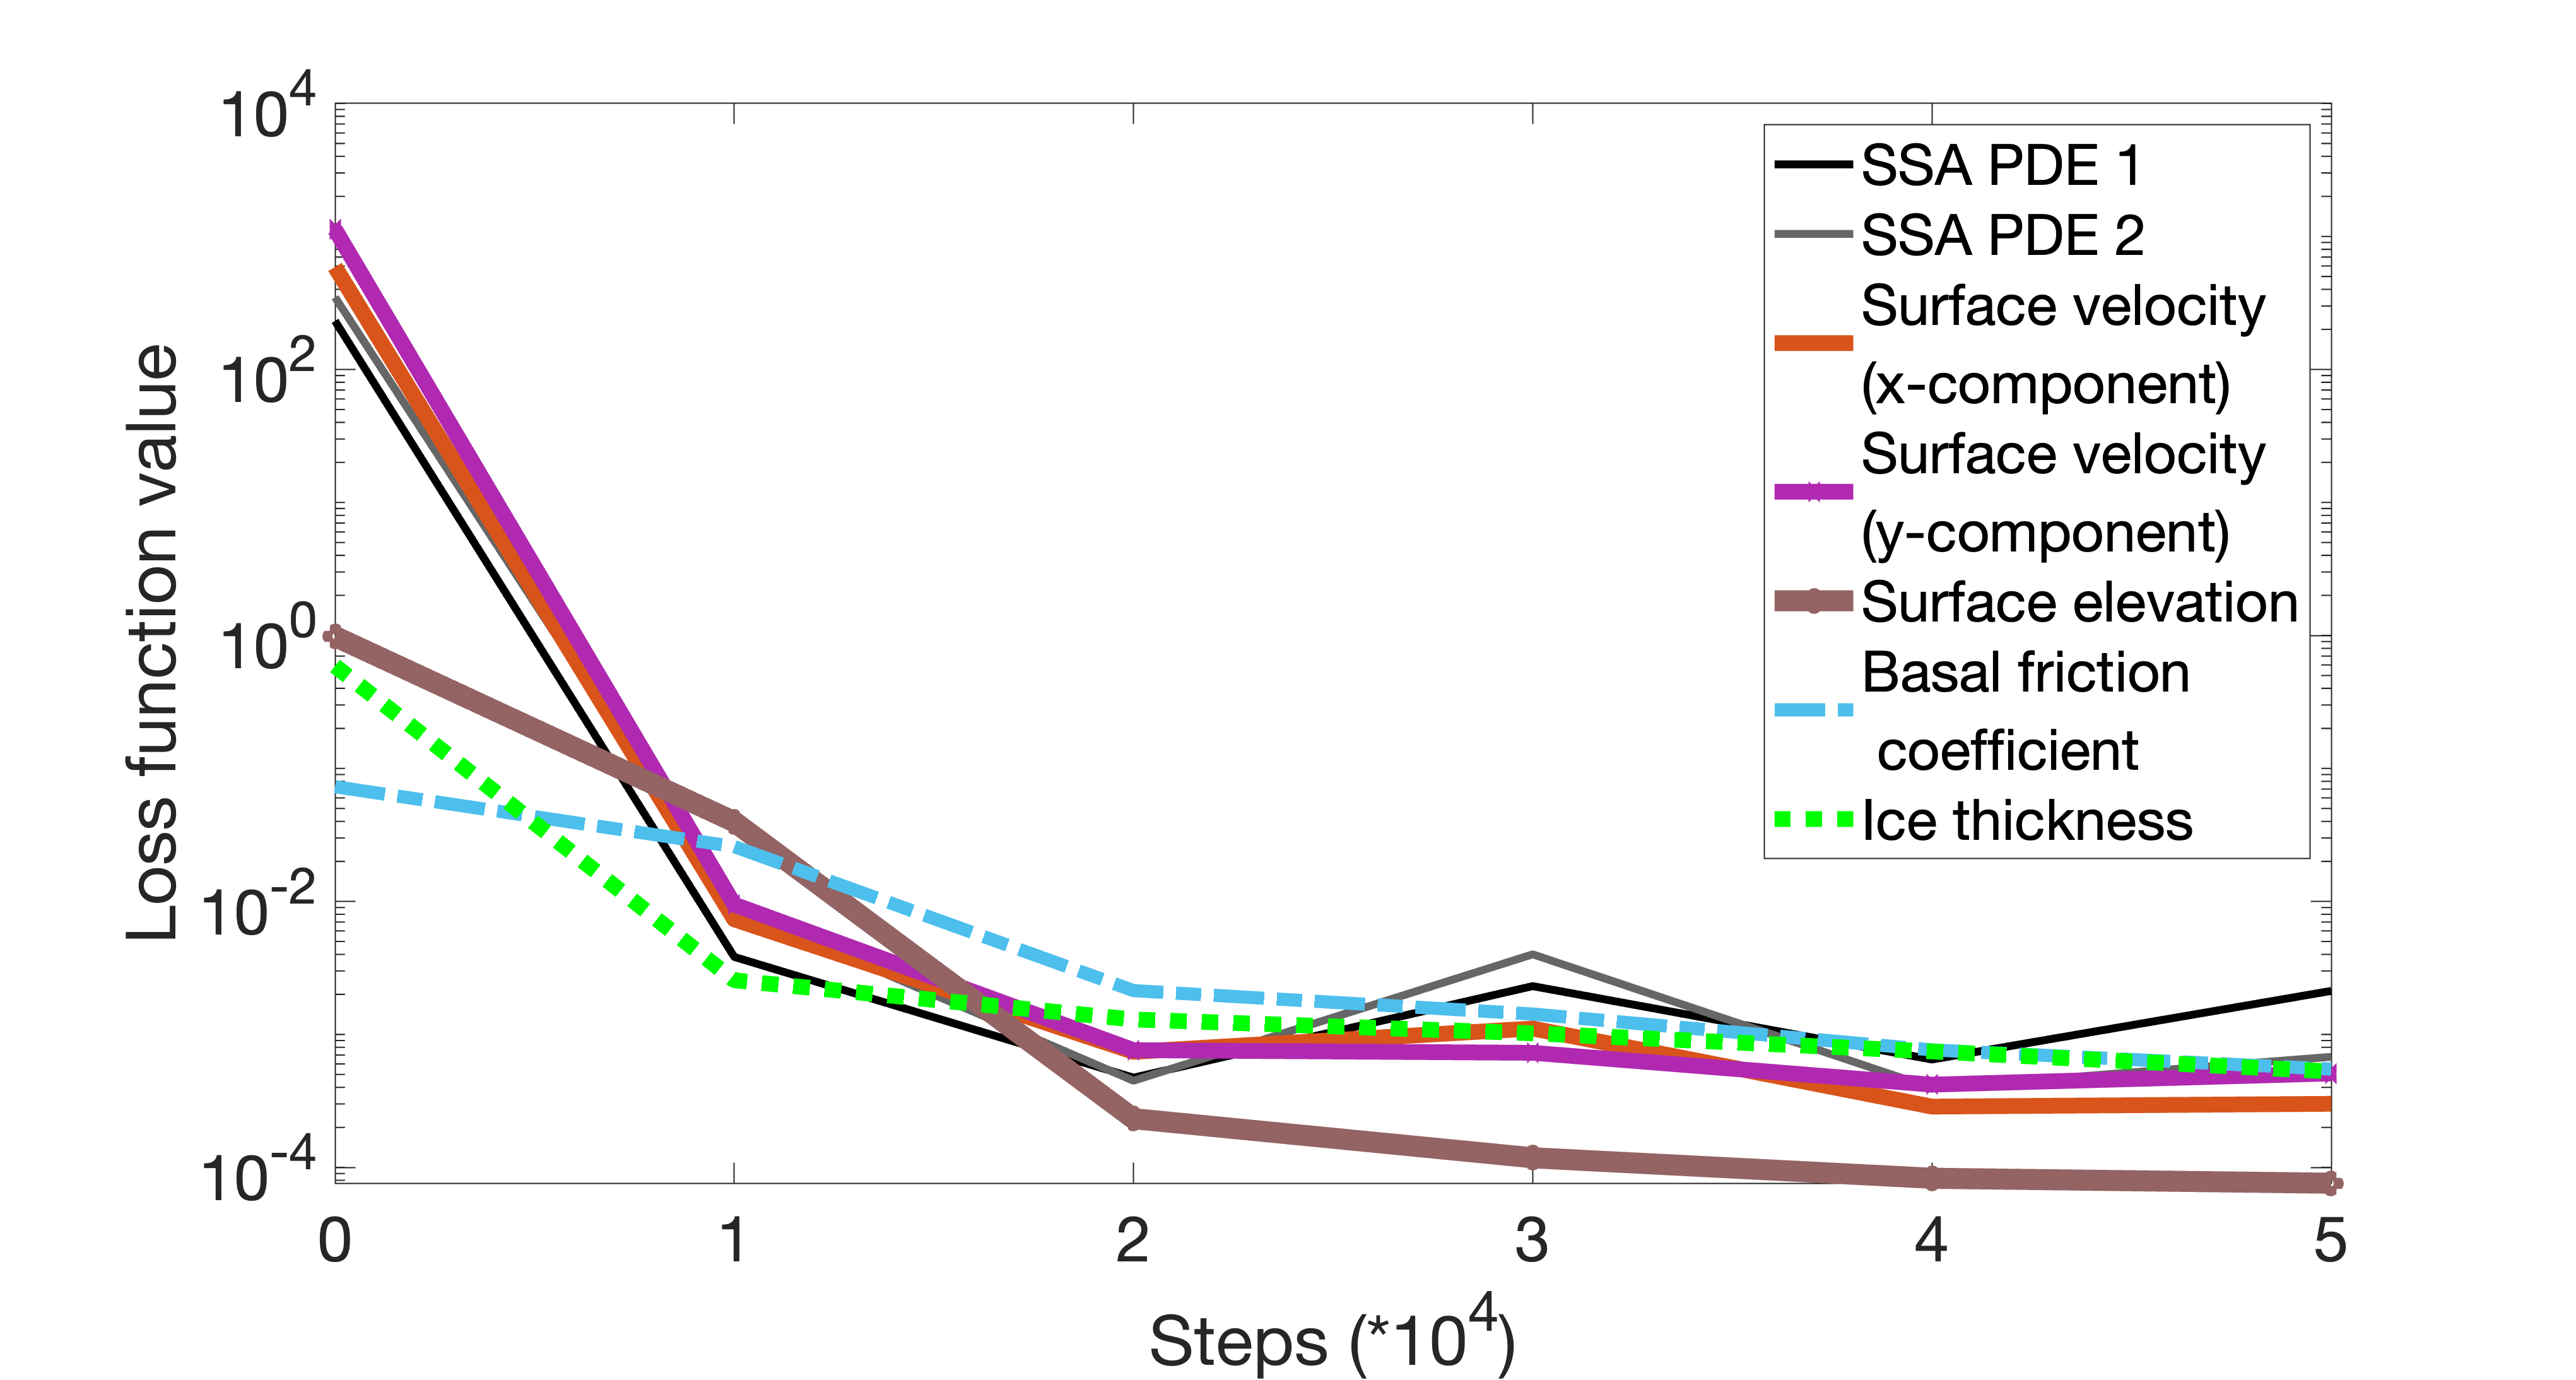 10^4
10^2
10^0
10^-2
10^-4
Loss function value
0 1 2 3 4 5
Steps (*10^4)
SSA PDE 1
SSA PDE 2
Surface velocity
(x-component)
Surface velocity
(y-component)
Surface elevation
Basal friction
coefficient
Ice thickness